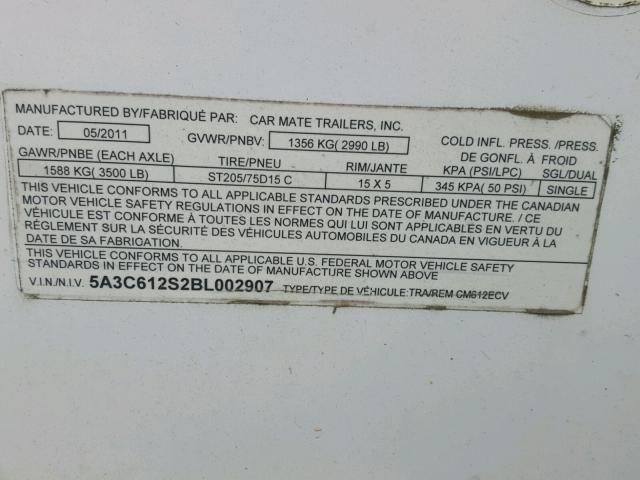 MANUFACTURED BY/FABRIQUÉ PAR: CAR MATE TRAILERS, INC.
DATE: 05/2011 GVWR/PNBV: 1356 KG( 2990 LB) COLD INFL. PRESS./PRESS.
DE GONFL. À FROID
GAWR/PNBE (EACH AXLE) TIRE/PNEU RIM/JANTE KPA (PSI/LPC) SGL/DUAL
1588 KG( 3500 LB) ST205/75D15 C 15 X 5 345 KPA( 50 PSI) SINGLE
THIS VEHICLE CONFORMS TO ALL APPLICABLE STANDARDS PRESCRIBED UNDER THE CANADIAN
MOTOR VEHICLE SAFETY REGULATIONS IN EFFECT ON THE DATE OF MANUFACTURE. / CE
VÉHICULE EST CONFORME À TOUTES LES NORMES QUI LUI SONT APPLICABLES EN VERTU DU
RÉGLEMENT SUR LA SÉCURITÉ DES VÉHICULES AUTOMOBILES DU CANADA EN VIGUEUR À LA
DATE DE SA FABRICATION.
THIS VEHICLE CONFORMS TO ALL APPLICABLE U.S. FEDERAL MOTOR VEHICLE SAFETY
STANDARDS IN EFFECT ON THE DATE OF MANUFACTURE SHOWN ABOVE
V.I.N./N.I.V. 5A3C612S2BL002907 TYPE/TYPE DE VÉHICULE:TRA/REM CM612ECV